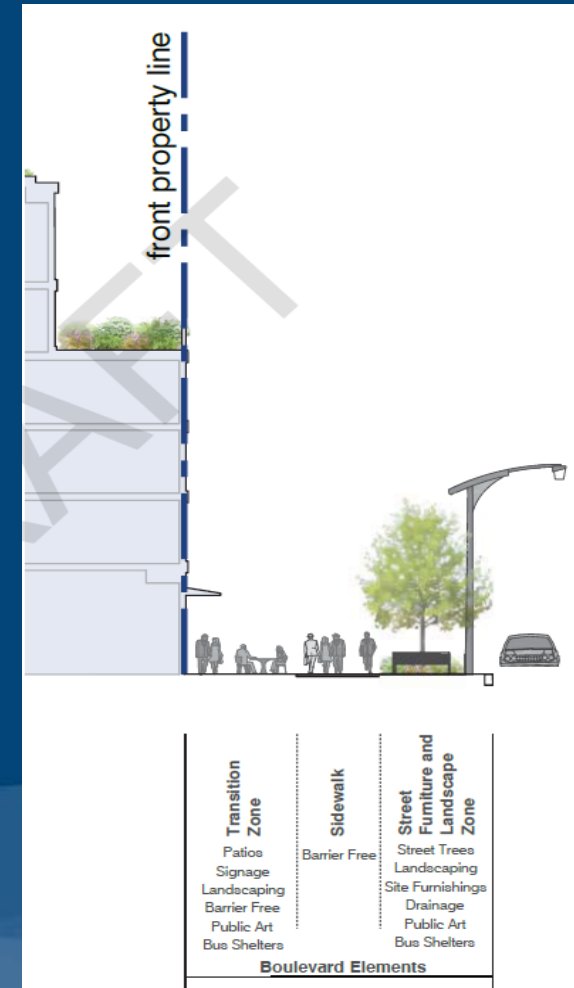 front property line
DRAFT
Transition
Zone
Patios
Signage
Landscaping
Barrier Free
Public Art
Bus Shelters
Sidewalk
Barrier Free
Street
Furniture and
Landscape
Zone
Street Trees
Landscaping
Site Furnishings
Drainage
Public Art
Bus Shelters
Boulevard Elements